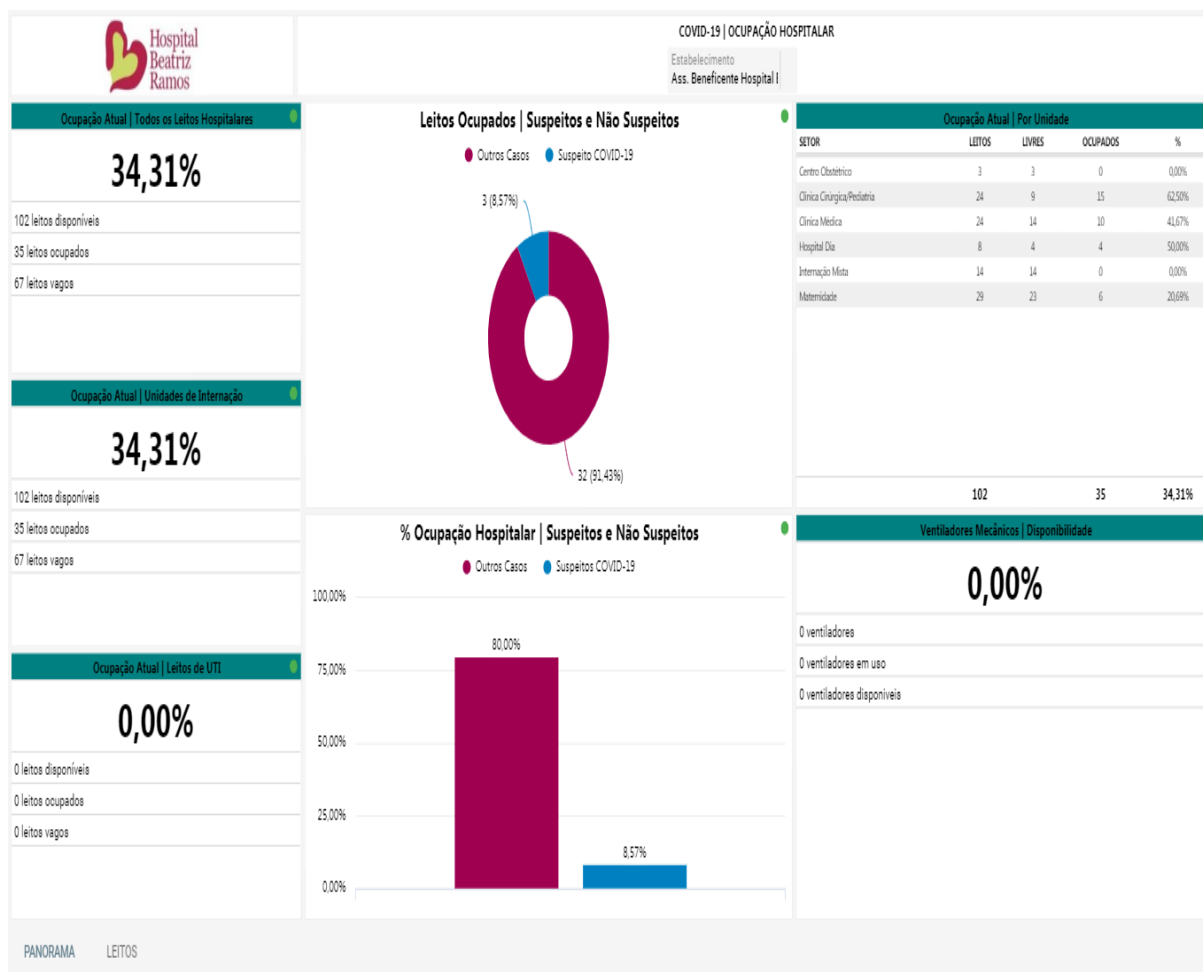 Hospital
Beatriz
Ramos
COVID-19 | OCUPAÇÃO HOSPITALAR
Estabelecimento
Ass. Beneficente Hospital
Ocupação Atual | Todos os Leitos Hospitalares
34,31%
102 leitos disponíveis
35 leitos ocupados
67 leitos vagos
Ocupação Atual | Unidades de Internação
34,31%
102 leitos disponíveis
35 leitos ocupados
67 leitos vagos
Ocupação Atual | Leitos de UTI
0,00%
0 leitos disponíveis
0 leitos ocupados
0 leitos vagos
Leitos Ocupados | Suspeitos e Não Suspeitos
Outros Casos Suspeito COVID-19
3 (8,57%)
32 (91,43%)
% Ocupação Hospitalar | Suspeitos e Não Suspeitos
Outros Casos Suspeitos COVID-19
100,00%
80,00%
75,00%
50,00%
25,00%
8,57%
0,00%
Ocupação Atual | Por Unidade
SETOR LEITOS LIVRES OCUPADOS %
Centro Obstétrico 3 3 0 0,00%
Clínica Cirúrgica/Pediatria 24 9 15 62,50%
Clínica Médica 24 14 10 41,67%
Hospital Dia 8 4 4 50,00%
Internação Mista 14 14 0 0,00%
Maternidade 29 23 6 20,69%
102 35 34,31%
Ventiladores Mecânicos | Disponibilidade
0,00%
0 ventiladores
0 ventiladores em uso
0 ventiladores disponíveis
PANORAMA LEITOS